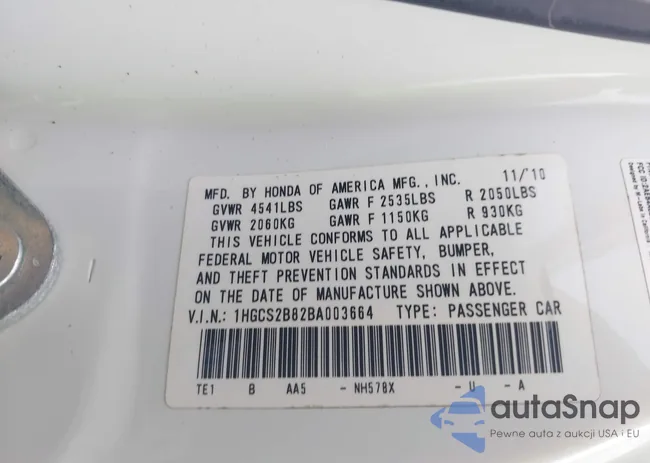 MFD. BY HONDA OF AMERICA MFG., INC. 11/'10
GVWR 4541LBS GAWR F 2535LBS R 2050LBS
GVWR 2060KG GAWR F 1150KG R 930KG
THIS VEHICLE CONFORMS TO ALL APPLICABLE
FEDERAL MOTOR VEHICLE SAFETY, BUMPER,
AND THEFT PREVENTION STANDARDS IN EFFECT
ON THE DATE OF MANUFACTURE SHOWN ABOVE.
V.I.N.: 1HGCS2B82BA003664 TYPE: PASSENGER CAR
TE1 B AA5 - NH578X - U - A
autaSnap
Pewne auta z aukcji USA i EU